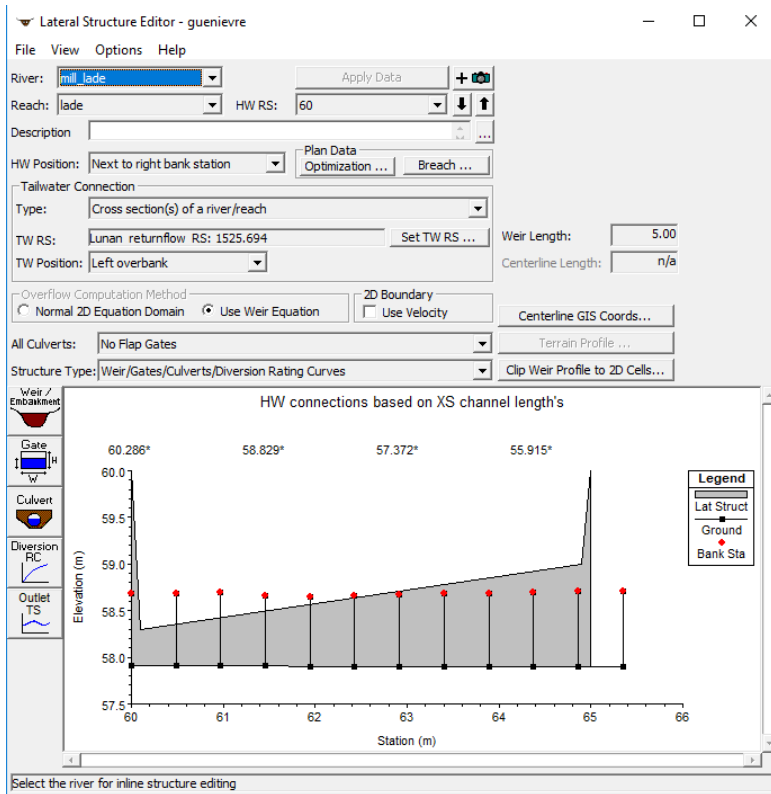 Lateral Structure Editor - guenievre
File View Options Help
River: mill_lade Apply Data
Reach: lade HW RS: 60
Description ...
HW Position: Next to right bank station Plan Data Optimization ... Breach ...
Tailwater Connection
Type: Cross section(s) of a river/reach
TW RS: Lunan returnflow RS: 1525.694 Set TW RS ... Weir Length: 5.00
TW Position: Left overbank Centerline Length: n/a
Overflow Computation Method 2D Boundary
Normal 2D Equation Domain Use Weir Equation Use Velocity Centerline GIS Coords...
All Culverts: No Flap Gates Terrain Profile ...
Structure Type: Weir/Gates/Culverts/Diversion Rating Curves Clip Weir Profile to 2D Cells...
Weir /
Embankment
Gate
H
W
Culvert
Diversion
RC
Outlet
TS
HW connections based on XS channel length's
60.286* 58.829* 57.372* 55.915*
60.0
59.5
59.0
58.5
58.0
57.5
Elevation (m)
60 61 62 63 64 65 66
Station (m)
Legend
Lat Struct
Ground
Bank Sta
Select the river for inline structure editing